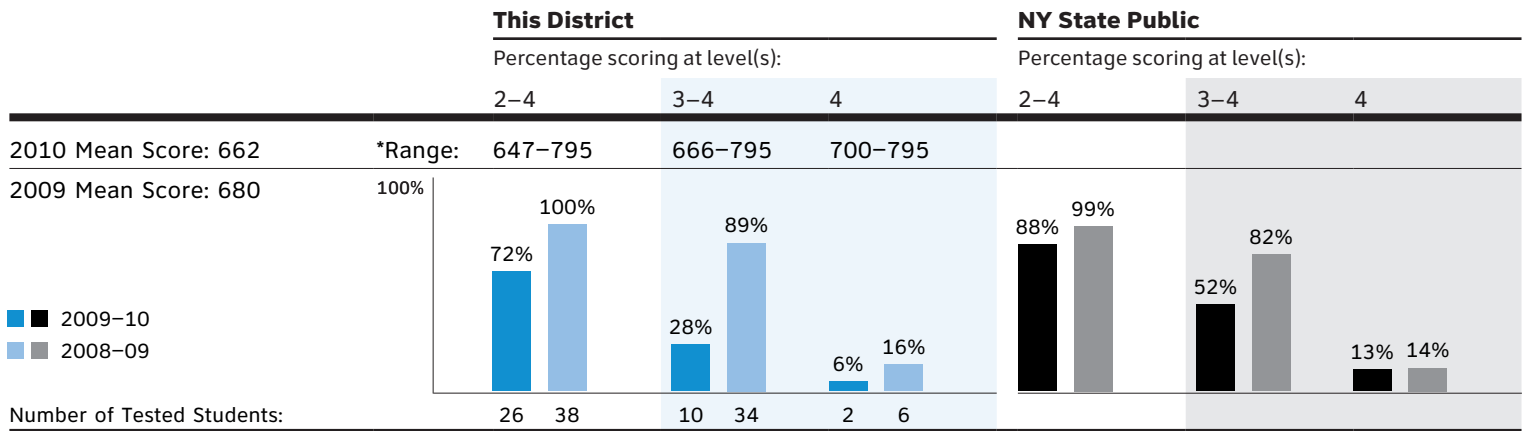 This District NY State Public
Percentage scoring at level(s): Percentage scoring at level(s):
2–4 3–4 4 2–4 3–4 4
2010 Mean Score: 662 *Range: 647–795 666–795 700–795
2009 Mean Score: 680 100%
100% 89% 99% 82%
72% 28% 6% 16% 88% 52% 13% 14%
2009–10
2008–09
Number of Tested Students: 26 38 10 34 2 6